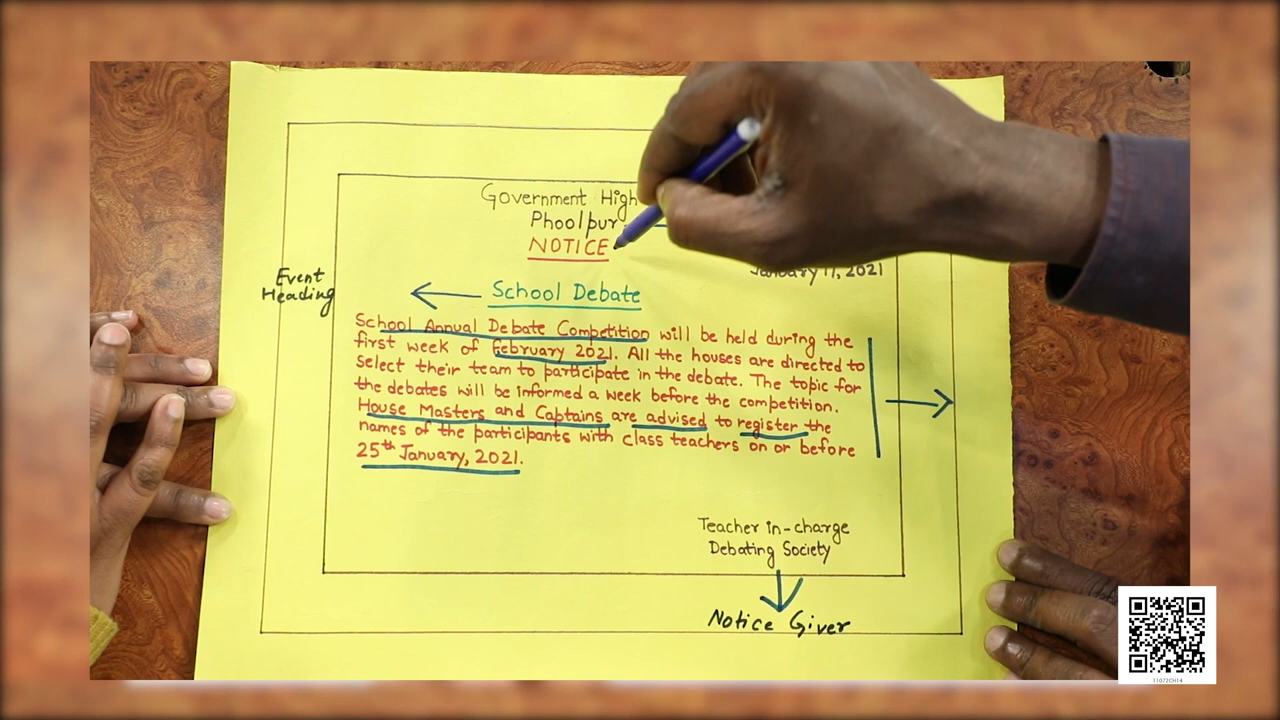 Government High
Phoolpur
NOTICE
January 17, 2021
Event
Heading
School Debate
School Annual Debate Competition will be held during the
first week of February 2021. All the houses are directed to
select their team to participate in the debate. The topic for
the debates will be informed a week before the competition.
House Masters and Captains are advised to register the
names of the participants with class teachers on or before
25th January, 2021.
Teacher in-charge
Debating Society
Notice Giver
11072CH14